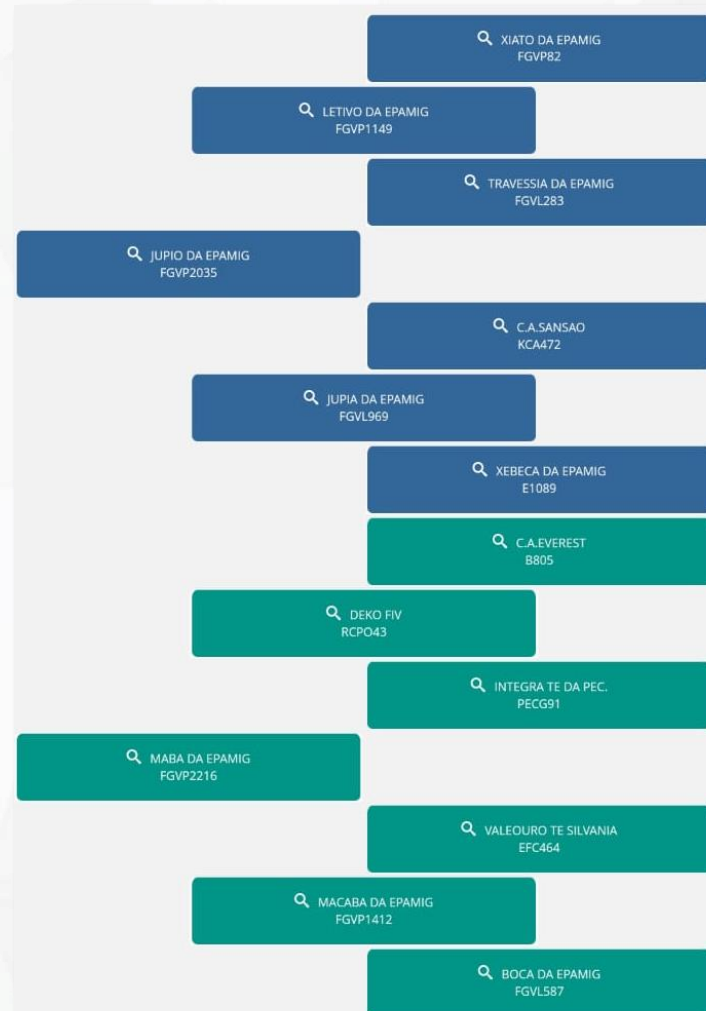 XIATO DA EPAMIG
FGVP82
LETIVO DA EPAMIG
FGVP1149
TRAVESSIA DA EPAMIG
FGVL283
JUPIO DA EPAMIG
FGVP2035
C.A.SANSAO
KCA472
JUPIA DA EPAMIG
FGVL969
XEBECA DA EPAMIG
E1089
C.A.EVEREST
B805
DEKO FIV
RCPO43
INTEGRA TE DA PEC.
PECG91
MABA DA EPAMIG
FGVP2216
VALEOURO TE SILVANIA
EFC464
MACABA DA EPAMIG
FGVP1412
BOCA DA EPAMIG
FGVL587